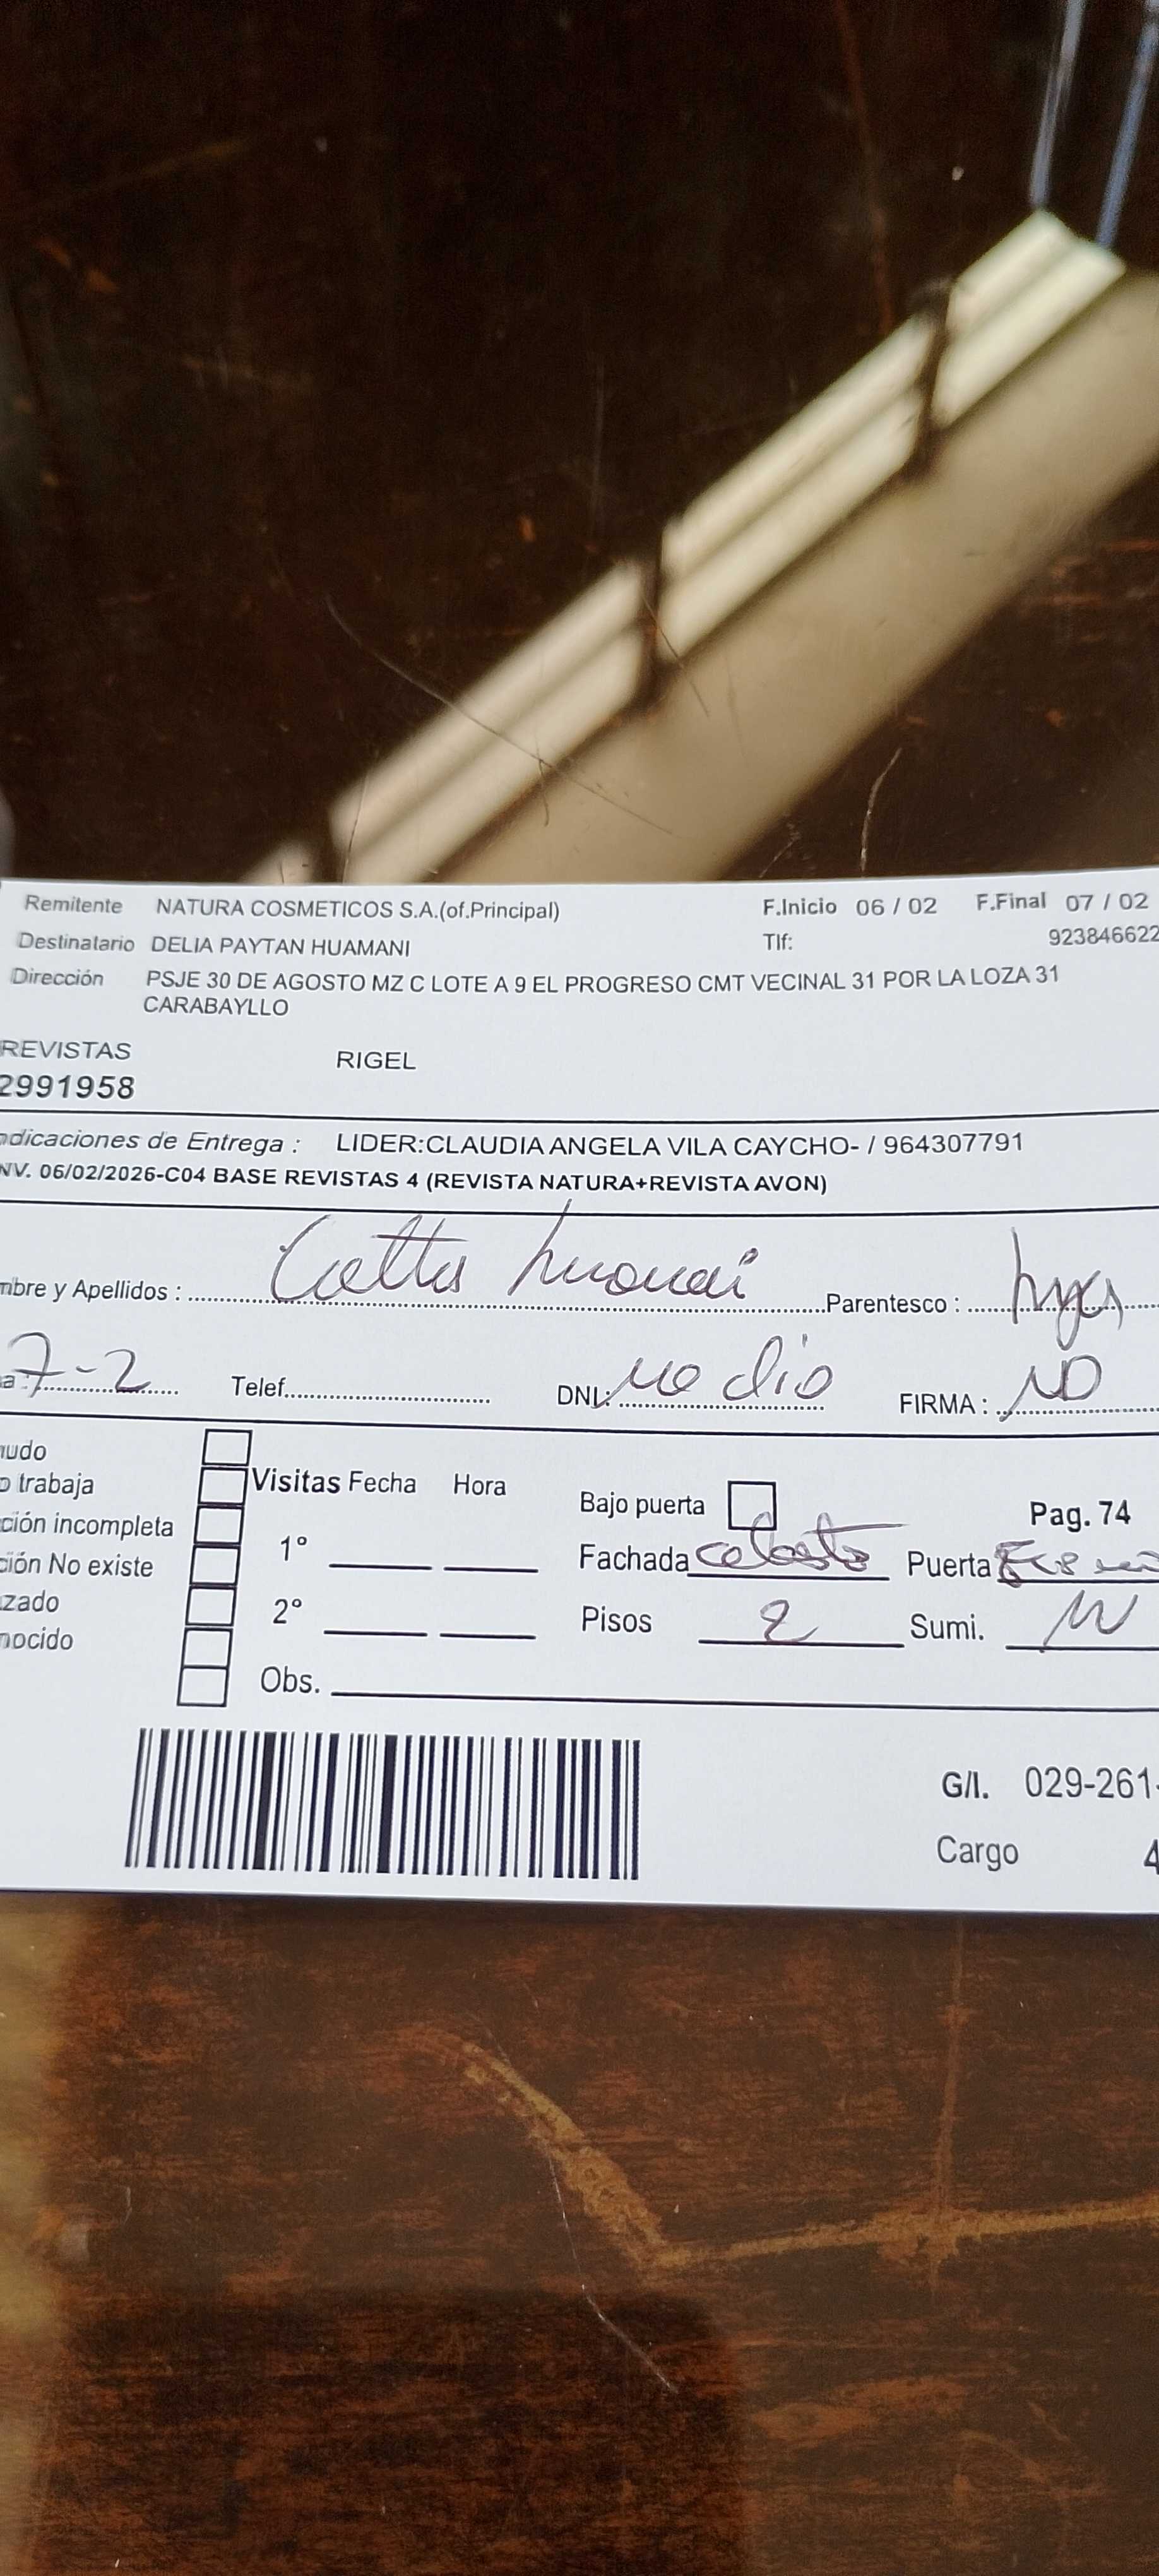 Remitente NATURA COSMETICOS S.A.(of.Principal) F.Inicio 06 / 02 F.Final 07 / 02
Destinatario DELIA PAYTAN HUAMANI Tlf: 923846622
Dirección PSJE 30 DE AGOSTO MZ C LOTE A 9 EL PROGRESO CMT VECINAL 31 POR LA LOZA 31
CARABAYLLO
REVISTAS RIGEL
2991958
ndicaciones de Entrega : LIDER:CLAUDIA ANGELA VILA CAYCHO- / 964307791
NV. 06/02/2026-C04 BASE REVISTAS 4 (REVISTA NATURA+REVISTA AVON)
mbre y Apellidos : Parentesco :
a : 7-2 Telef. DNI.: no dio FIRMA : ND
nudo
o trabaja Visitas Fecha Hora Bajo puerta Pag. 74
ción incompleta 1° Fachada celeste Puerta
ción No existe
zado 2° Pisos 2 Sumi.
nocido
Obs.
G/I. 029-261-
Cargo 4